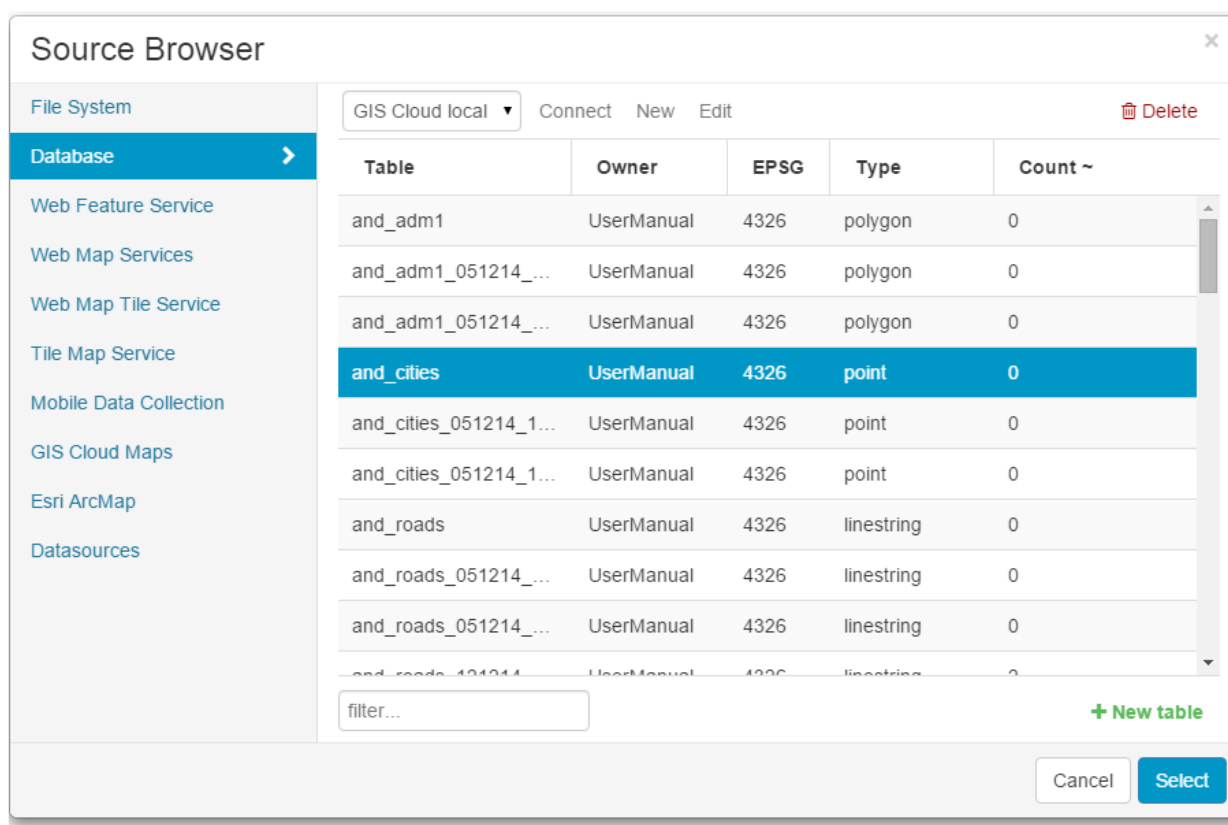 Source Browser ×
File System
Database
Web Feature Service
Web Map Services
Web Map Tile Service
Tile Map Service
Mobile Data Collection
GIS Cloud Maps
Esri ArcMap
Datasources
GIS Cloud local Connect New Edit Delete
Table Owner EPSG Type Count ~
and_adm1 UserManual 4326 polygon 0
and_adm1_051214_... UserManual 4326 polygon 0
and_adm1_051214_... UserManual 4326 polygon 0
and_cities UserManual 4326 point 0
and_cities_051214_1... UserManual 4326 point 0
and_cities_051214_1... UserManual 4326 point 0
and_roads UserManual 4326 linestring 0
and_roads_051214_... UserManual 4326 linestring 0
and_roads_051214_... UserManual 4326 linestring 0
UserManual 4326 linestring
filter...
+ New table
Cancel Select